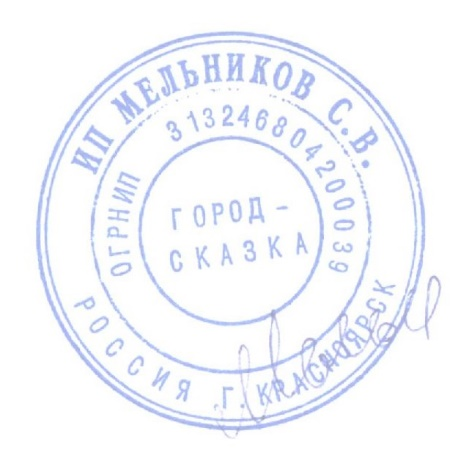 ИП МЕЛЬНИКОВ С.В.
ОГРНИП 313246804200039
ГОРОД-
СКАЗКА
РОССИЯ Г. КРАСНОЯРСК